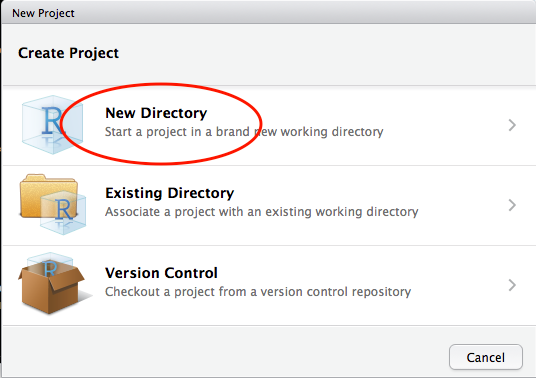 New Project
Create Project
R
New Directory
Start a project in a brand new working directory
R
Existing Directory
Associate a project with an existing working directory
R
Version Control
Checkout a project from a version control repository
Cancel